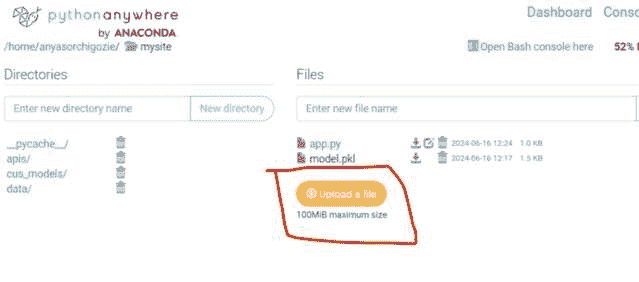 pythonanywhere
by ANACONDA
Dashboard Conso
/home/anyasorchigozie/ mysite
Open Bash console here 52%
Directories
Files
Enter new directory name New directory
Enter new file name
__pycache__/
apis/
cus_models/
data/
app.py 2024-06-16 12:24 1.0 KB
model.pkl 2024-06-16 12:17 1.5 KB
Upload a file
100MiB maximum size